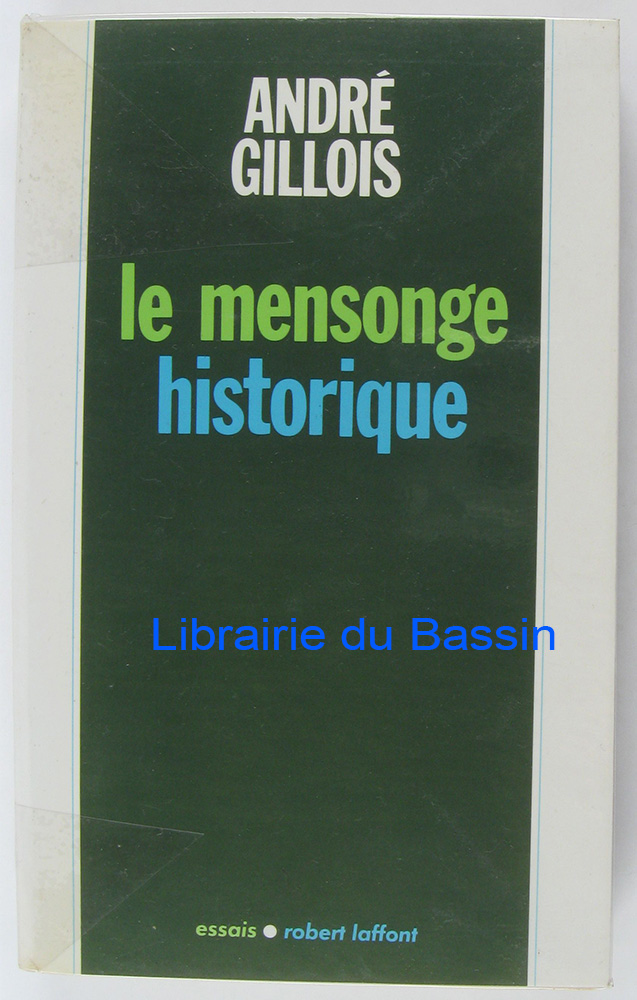 ANDRÉ
GILLOIS
le mensonge
historique
Librairie du Bassin
essais ● robert laffont